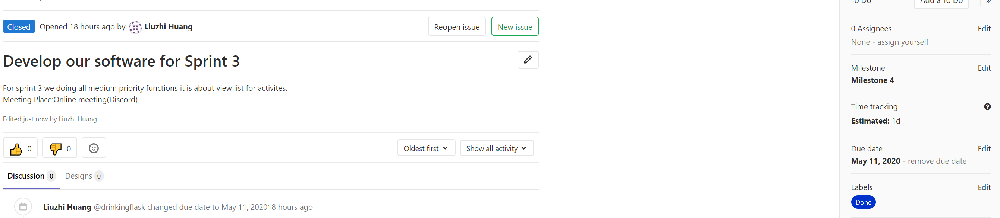 Closed Opened 18 hours ago by Liuzhi Huang Reopen issue New issue
Develop our software for Sprint 3
For sprint 3 we doing all medium priority functions it is about view list for activites.
Meeting Place:Online meeting(Discord)
Edited just now by Liuzhi Huang
0 0 Oldest first Show all activity
Discussion 0 Designs 0
Liuzhi Huang @drinkingflask changed due date to May 11, 202018 hours ago
To Do Add a To Do »
0 Assignees Edit
None - assign yourself
Milestone Edit
Milestone 4
Time tracking ?
Estimated: 1d
Due date Edit
May 11, 2020 - remove due date
Labels Edit
Done